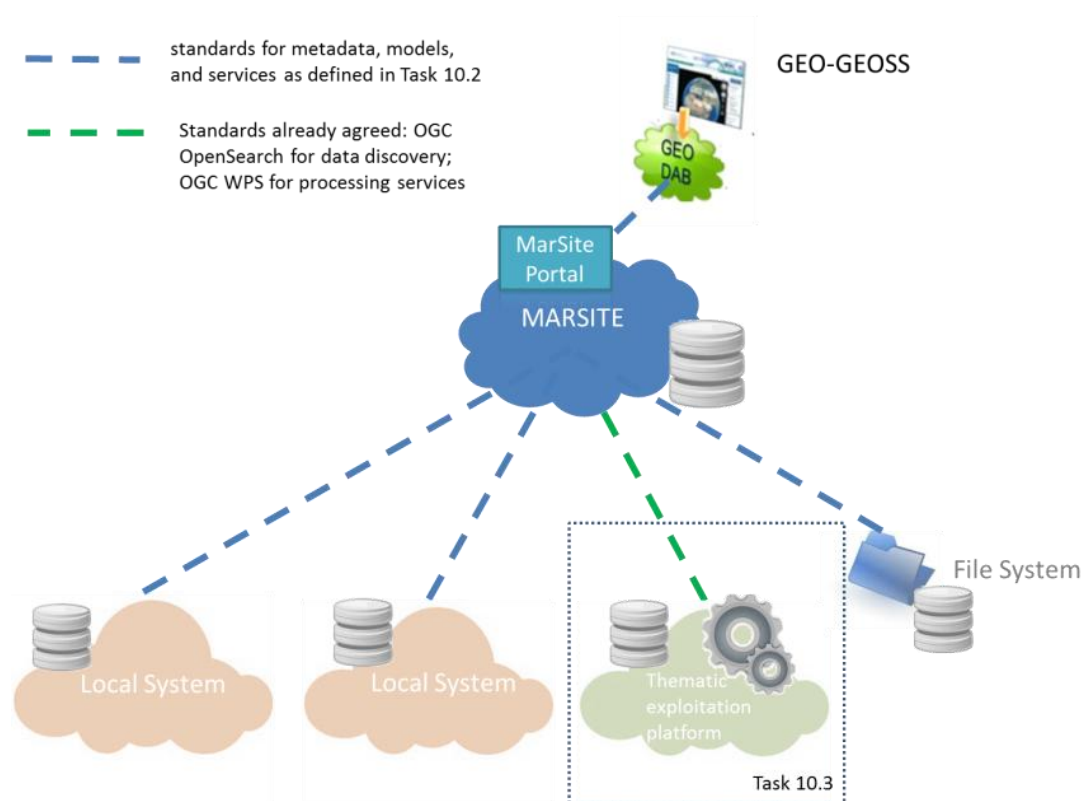 standards for metadata, models,
and services as defined in Task 10.2
Standards already agreed: OGC
OpenSearch for data discovery;
OGC WPS for processing services
GEO-GEOSS
GEO
DAB
MarSite
Portal
MARSITE
File System
Local System
Local System
Thematic
exploitation
platform
Task 10.3